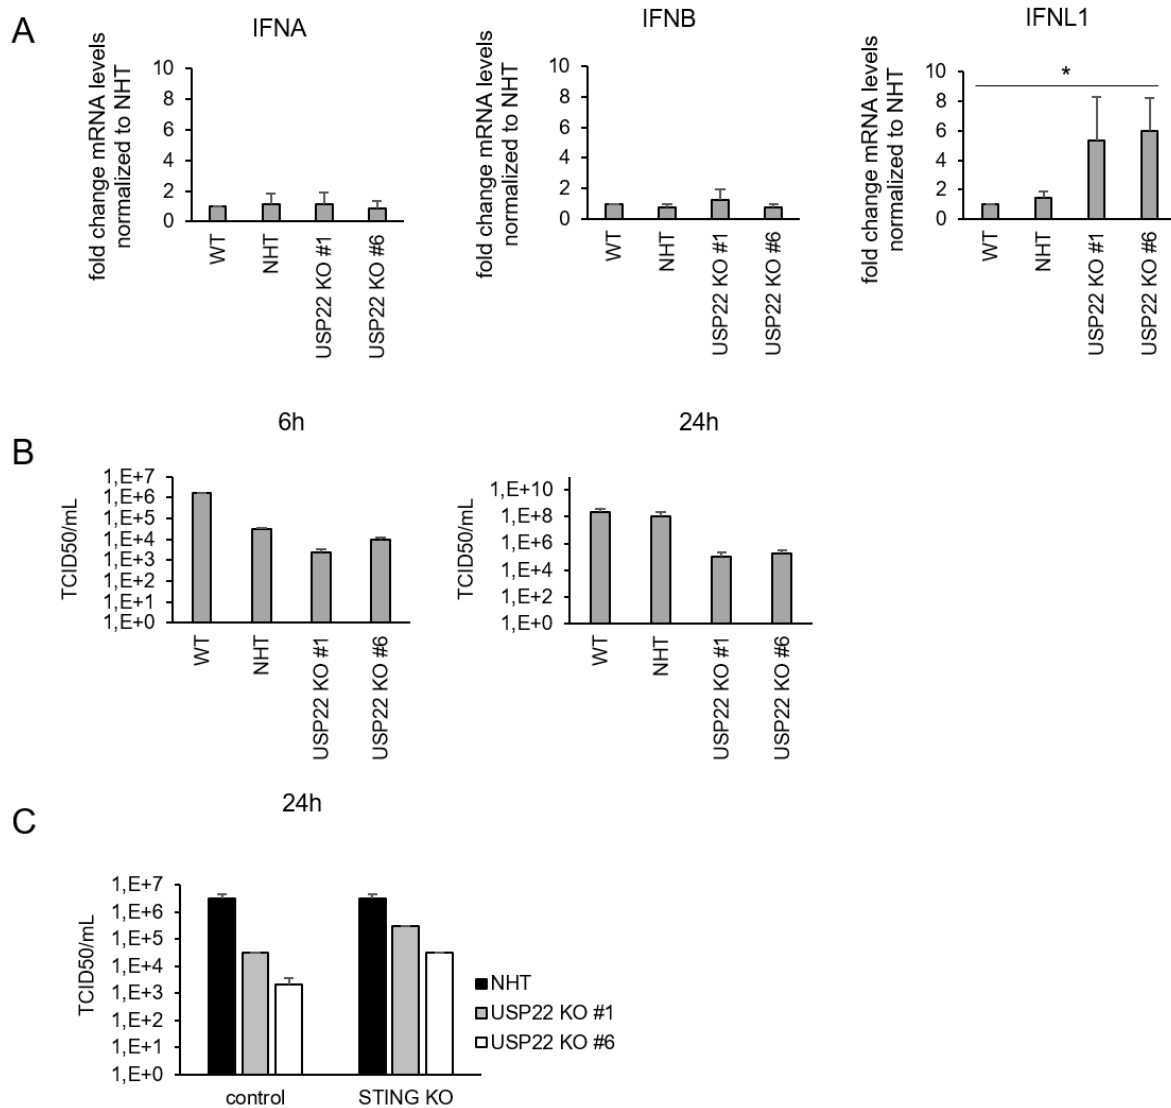 A
IFNA
fold change mRNA levels
normalized to NHT
10
8
6
4
2
0
WT
NHT
USP22 KO #1
USP22 KO #6
IFNB
fold change mRNA levels
normalized to NHT
10
8
6
4
2
0
WT
NHT
USP22 KO #1
USP22 KO #6
IFNL1
fold change mRNA levels
normalized to NHT
10
8
6
4
2
0
*
WT
NHT
USP22 KO #1
USP22 KO #6
B
6h
TCID50/mL
1,E+7
1,E+6
1,E+5
1,E+4
1,E+3
1,E+2
1,E+1
1,E+0
WT
NHT
USP22 KO #1
USP22 KO #6
24h
TCID50/mL
1,E+10
1,E+8
1,E+6
1,E+4
1,E+2
1,E+0
WT
NHT
USP22 KO #1
USP22 KO #6
C
24h
TCID50/mL
1,E+7
1,E+6
1,E+5
1,E+4
1,E+3
1,E+2
1,E+1
1,E+0
control
STING KO
NHT
USP22 KO #1
USP22 KO #6